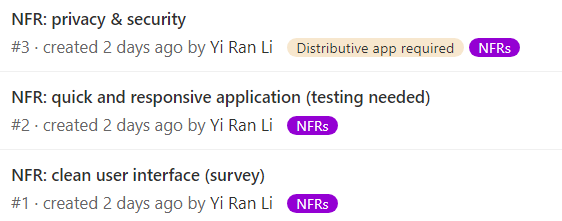 NFR: privacy & security
#3 · created 2 days ago by Yi Ran Li Distributive app required NFRs
NFR: quick and responsive application (testing needed)
#2 · created 2 days ago by Yi Ran Li NFRs
NFR: clean user interface (survey)
#1 · created 2 days ago by Yi Ran Li NFRs